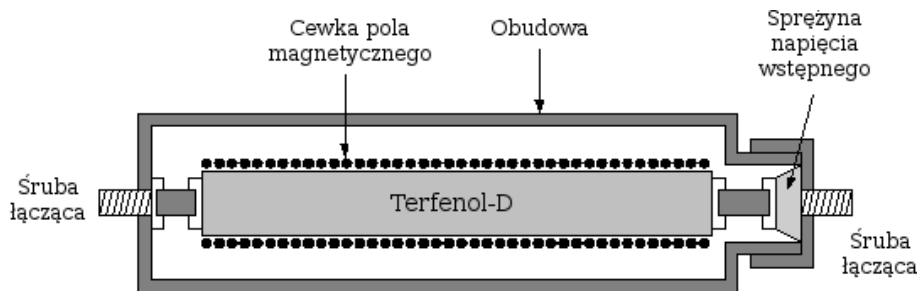 Cewka pola
magnetycznego
Obudowa
Sprężyna
napięcia
wstępnego
Śruba
łącząca
Terfenol-D
Śruba
łącząca